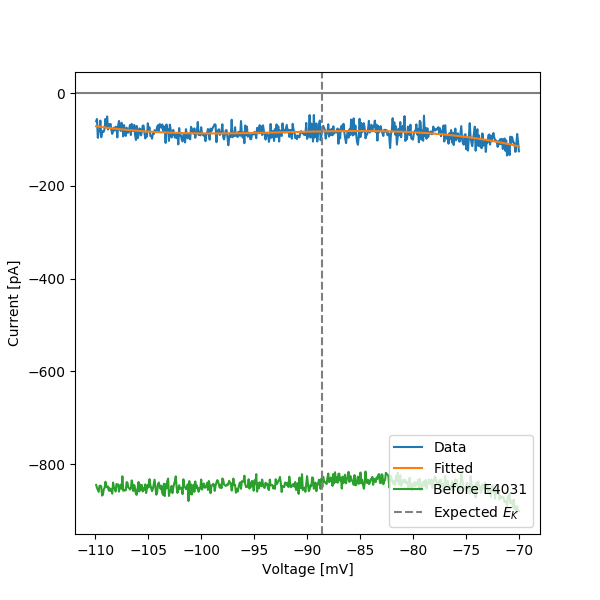 0
−200
−400
−600
−800
Current [pA]
−110 −105 −100 −95 −90 −85 −80 −75 −70
Voltage [mV]
Data
Fitted
Before E4031
Expected E_K